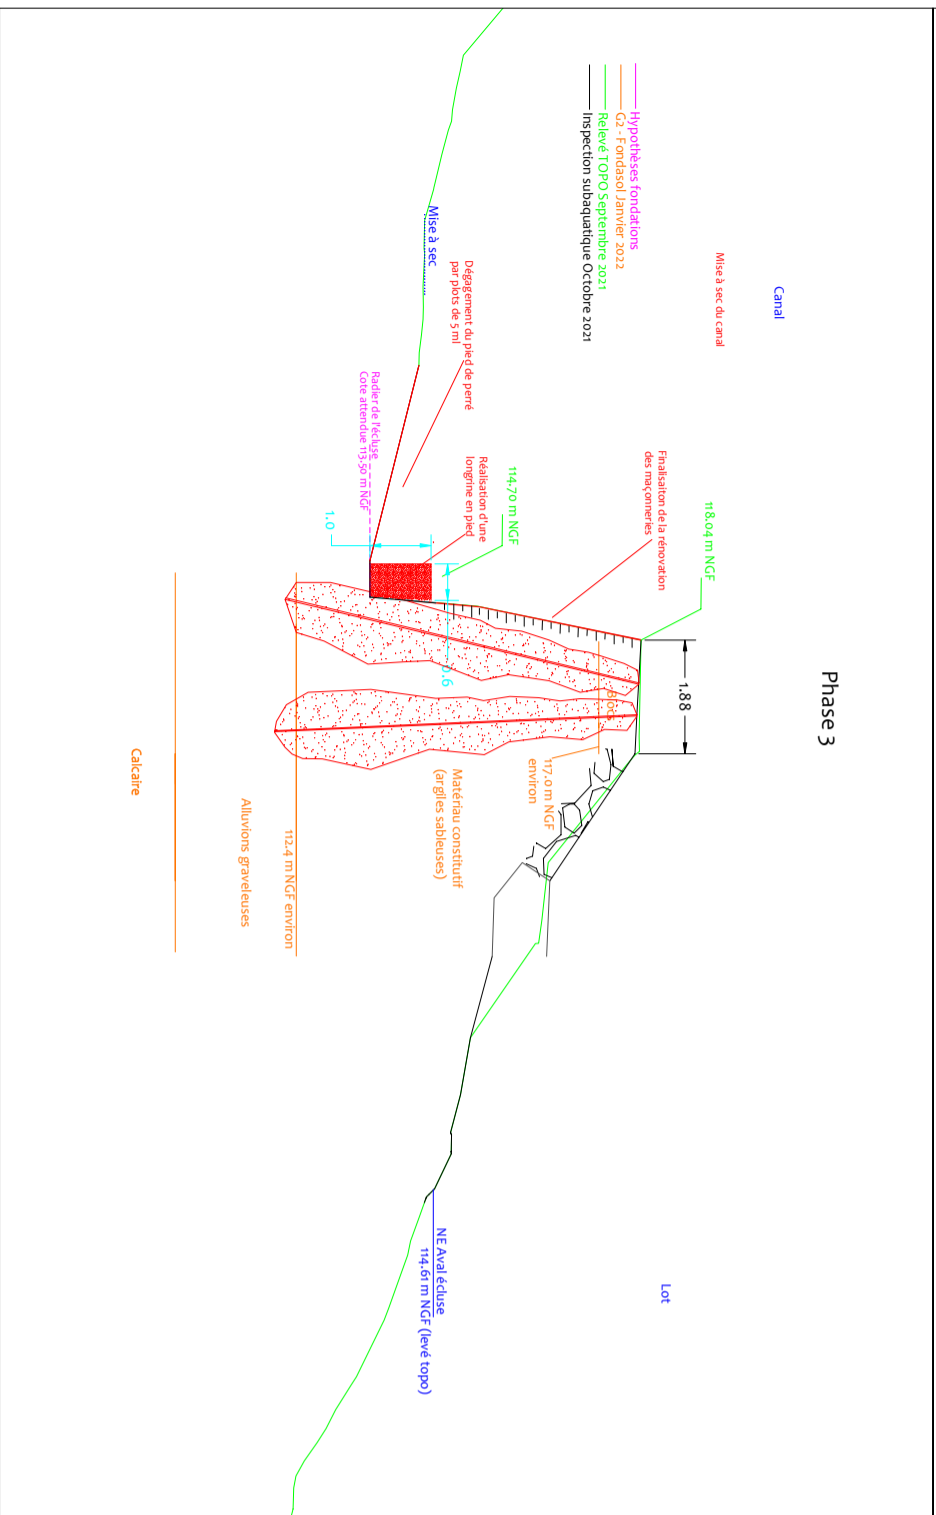 Phase 3
Canal
Mise à sec du canal
Hypothèses fondations
G2 - Fondasol Janvier 2022
Relevé TOPO Septembre 2021
Inspection subaquatique Octobre 2021
Mise à sec
Dégagement du pied de perré
par plots de 5 ml
Radier de l'écluse
Cote attendue 113.50 m NGF
Réalisation d'une
longrine en pied
114.70 m NGF
Finalisaiton de la rénovation
des maçonneries
118.04 m NGF
1.88
1.0
0.6
Blocs
117.0 m NGF
environ
Matériau constitutif
(argiles sableuses)
112.4 m NGF environ
Alluvions graveleuses
Calcaire
Lot
NE Aval écluse
114.61 m NGF (levé topo)